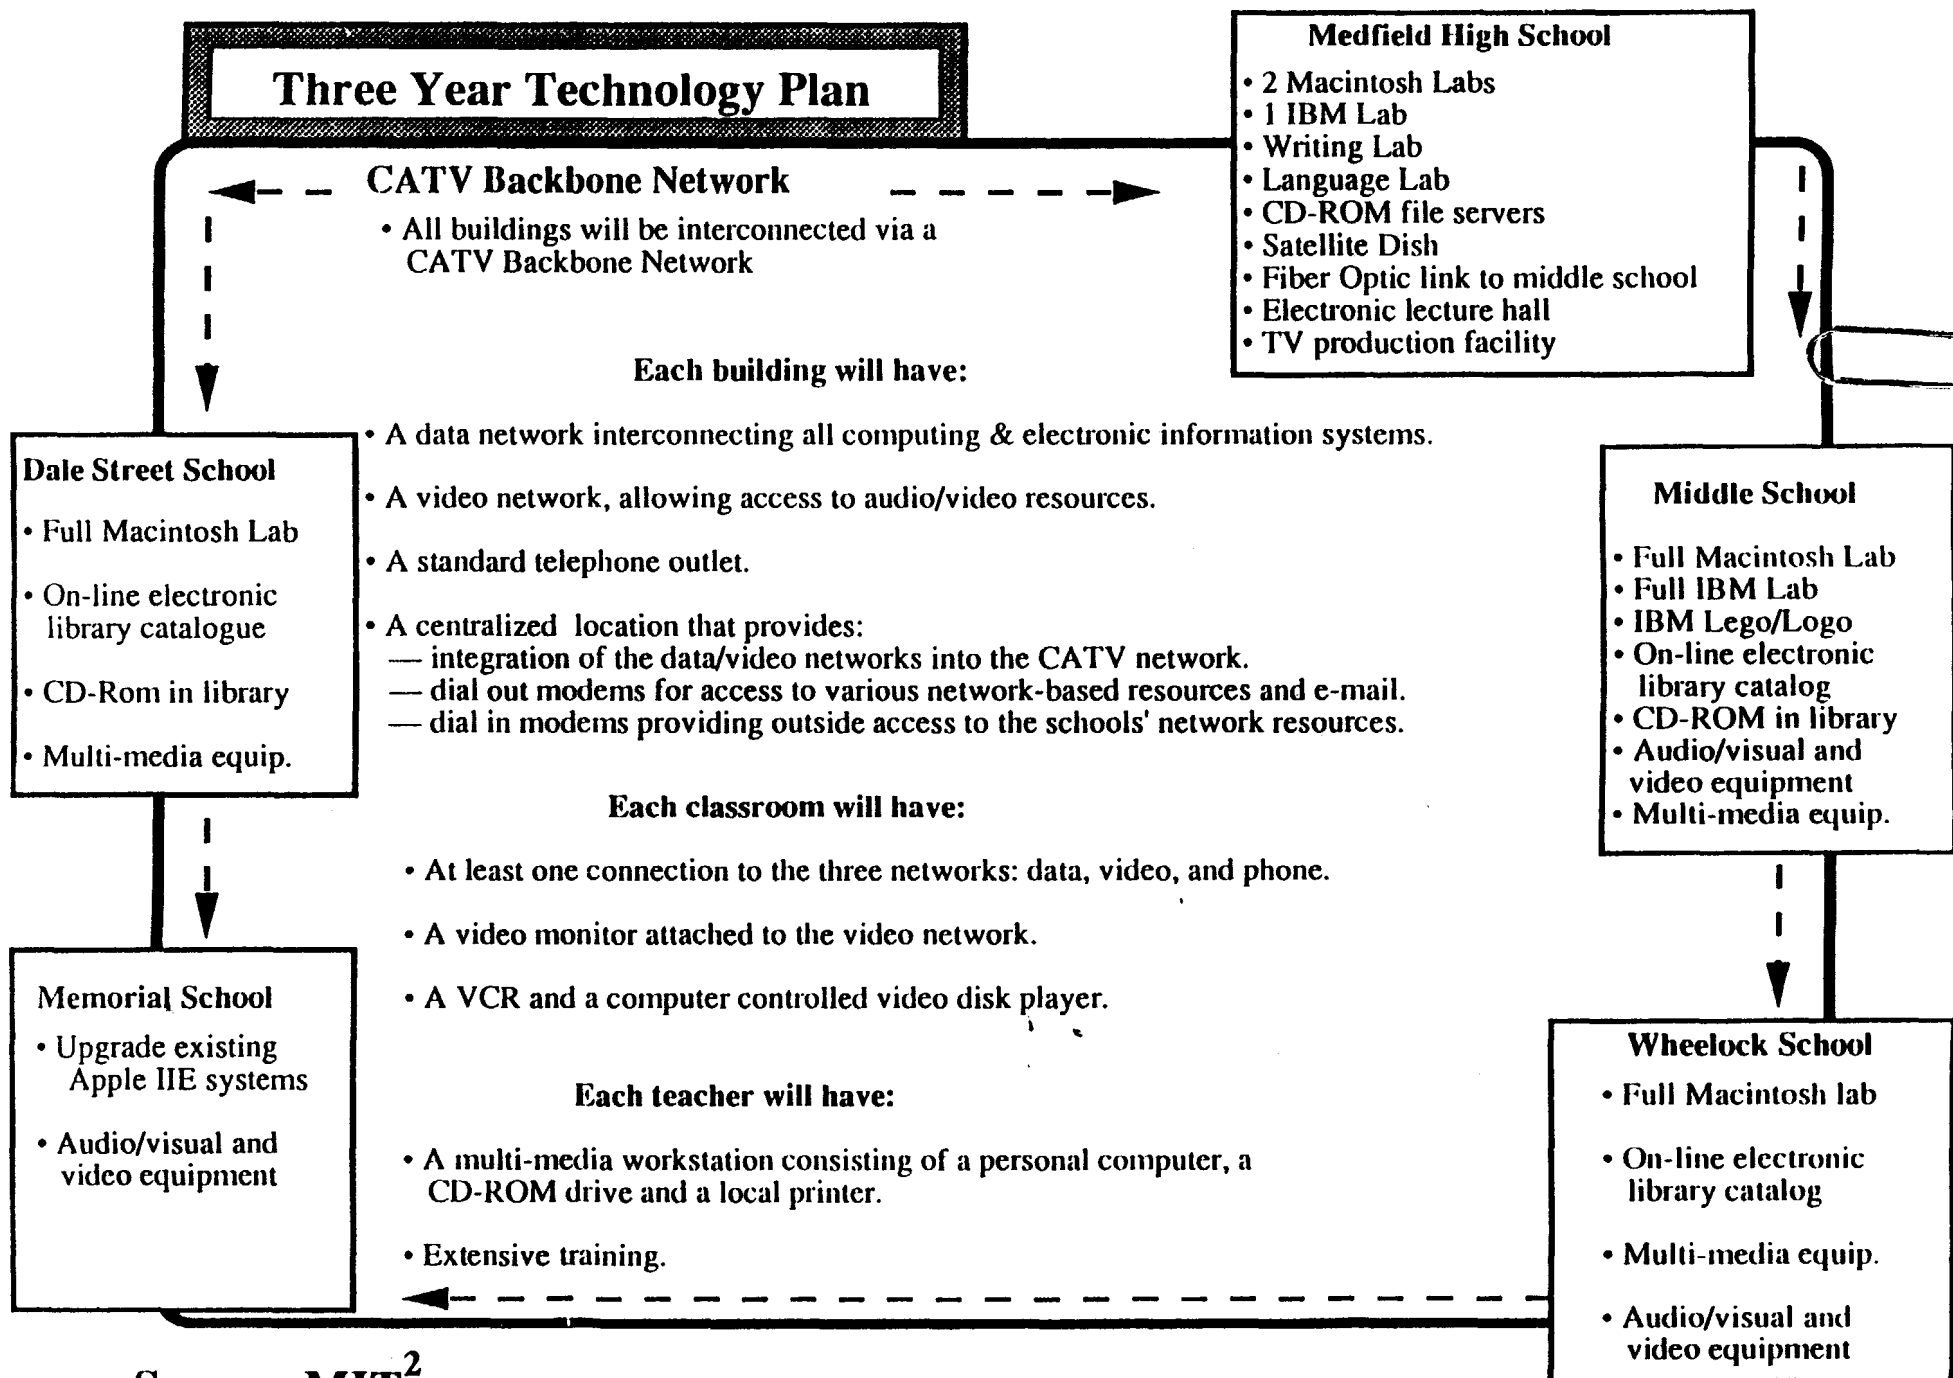 Three Year Technology Plan
CATV Backbone Network
• All buildings will be interconnected via a
CATV Backbone Network
Medfield High School
• 2 Macintosh Labs
• 1 IBM Lab
• Writing Lab
• Language Lab
• CD-ROM file servers
• Satellite Dish
• Fiber Optic link to middle school
• Electronic lecture hall
• TV production facility
Each building will have:
• A data network interconnecting all computing & electronic information systems.
• A video network, allowing access to audio/video resources.
• A standard telephone outlet.
• A centralized location that provides:
— integration of the data/video networks into the CATV network.
— dial out modems for access to various network-based resources and e-mail.
— dial in modems providing outside access to the schools' network resources.
Dale Street School
• Full Macintosh Lab
• On-line electronic
library catalogue
• CD-Rom in library
• Multi-media equip.
Middle School
• Full Macintosh Lab
• Full IBM Lab
• IBM Lego/Logo
• On-line electronic
library catalog
• CD-ROM in library
• Audio/visual and
video equipment
• Multi-media equip.
Each classroom will have:
• At least one connection to the three networks: data, video, and phone.
• A video monitor attached to the video network.
• A VCR and a computer controlled video disk player.
Memorial School
• Upgrade existing
Apple IIE systems
• Audio/visual and
video equipment
Each teacher will have:
• A multi-media workstation consisting of a personal computer, a
CD-ROM drive and a local printer.
• Extensive training.
Wheelock School
• Full Macintosh lab
• On-line electronic
library catalog
• Multi-media equip.
• Audio/visual and
video equipment
MIT2